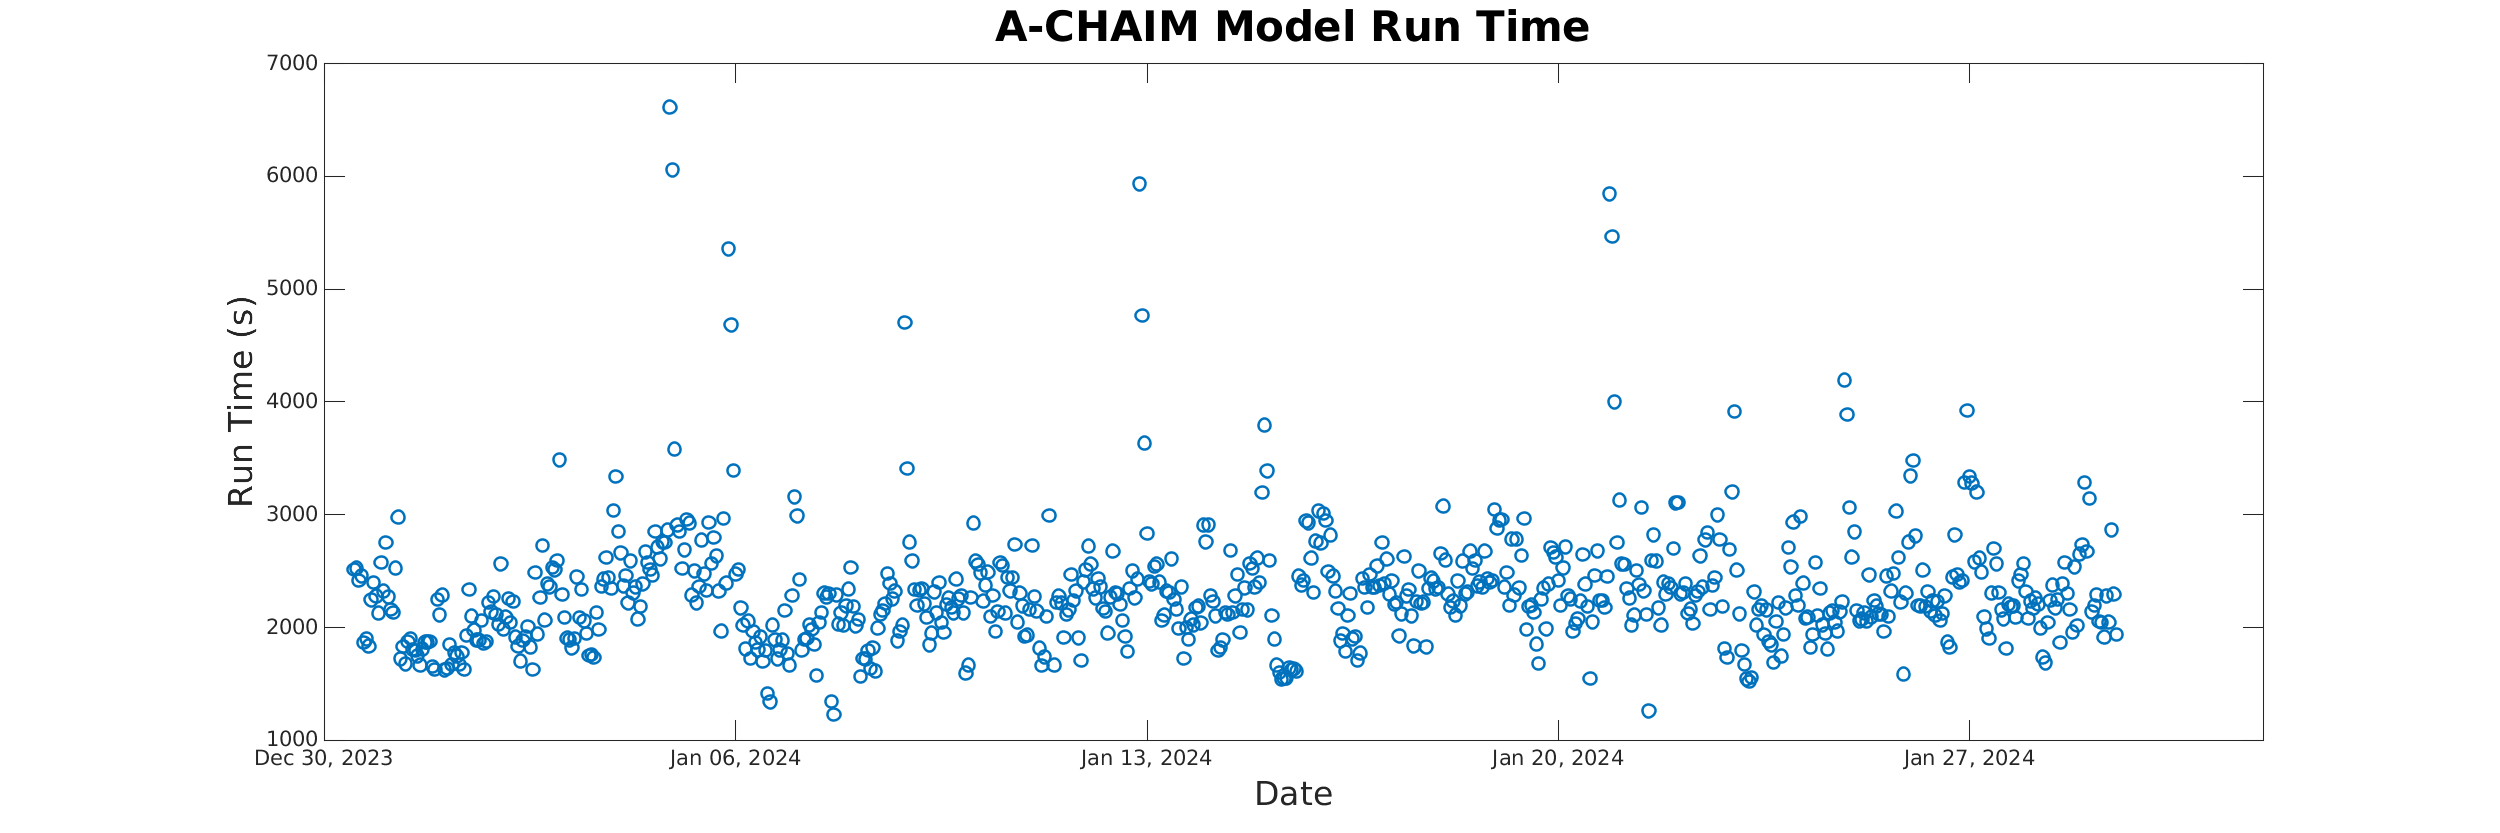 A-CHAIM Model Run Time
7000
6000
5000
4000
3000
2000
1000
Run Time (s)
Dec 30, 2023
Jan 06, 2024
Jan 13, 2024
Jan 20, 2024
Jan 27, 2024
Date